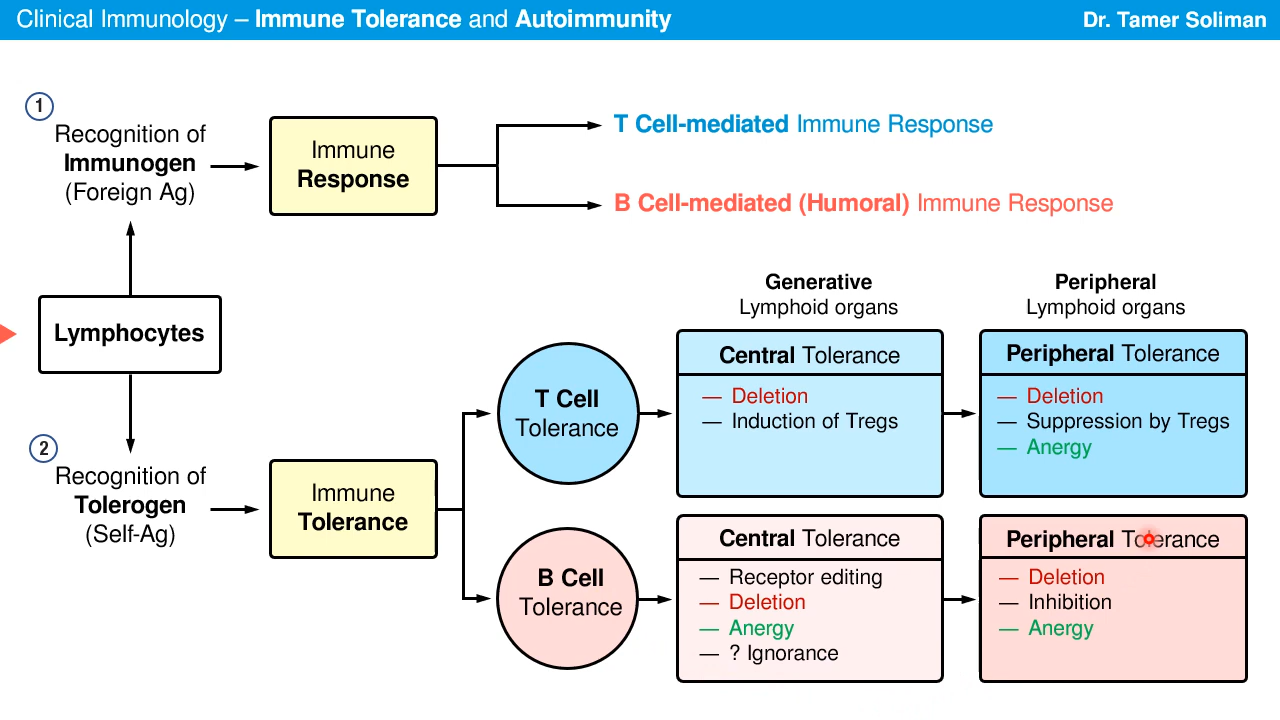 Clinical Immunology – Immune Tolerance and Autoimmunity
Dr. Tamer Soliman
1
Recognition of
Immunogen
(Foreign Ag)
Immune
Response
T Cell-mediated Immune Response
B Cell-mediated (Humoral) Immune Response
Lymphocytes
2
Recognition of
Tolerogen
(Self-Ag)
Immune
Tolerance
T Cell
Tolerance
B Cell
Tolerance
Generative
Lymphoid organs
Peripheral
Lymphoid organs
Central Tolerance
— Deletion
— Induction of Tregs
Peripheral Tolerance
— Deletion
— Suppression by Tregs
— Anergy
Central Tolerance
— Receptor editing
— Deletion
— Anergy
— ? Ignorance
Peripheral Tolerance
— Deletion
— Inhibition
— Anergy